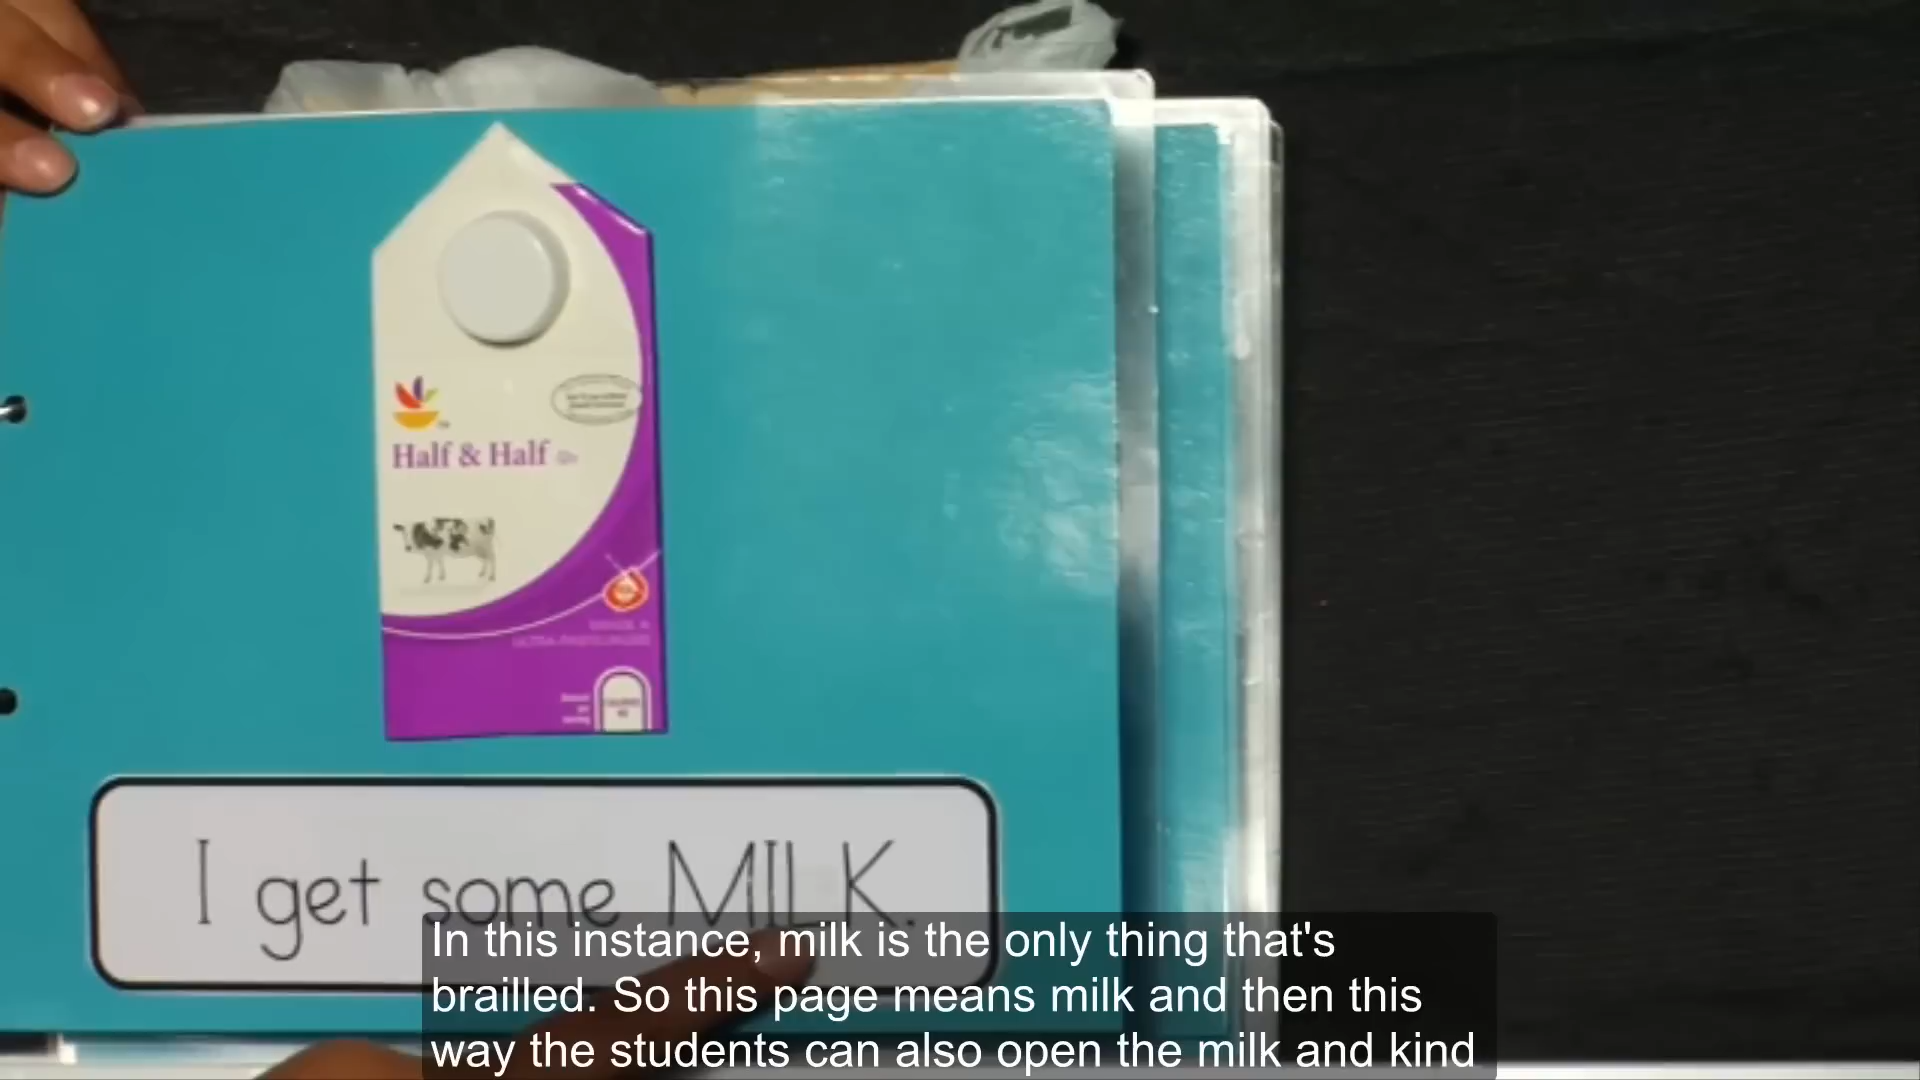 Half & Half
I get some MILK.
In this instance, milk is the only thing that's
brailled. So this page means milk and then this
way the students can also open the milk and kind